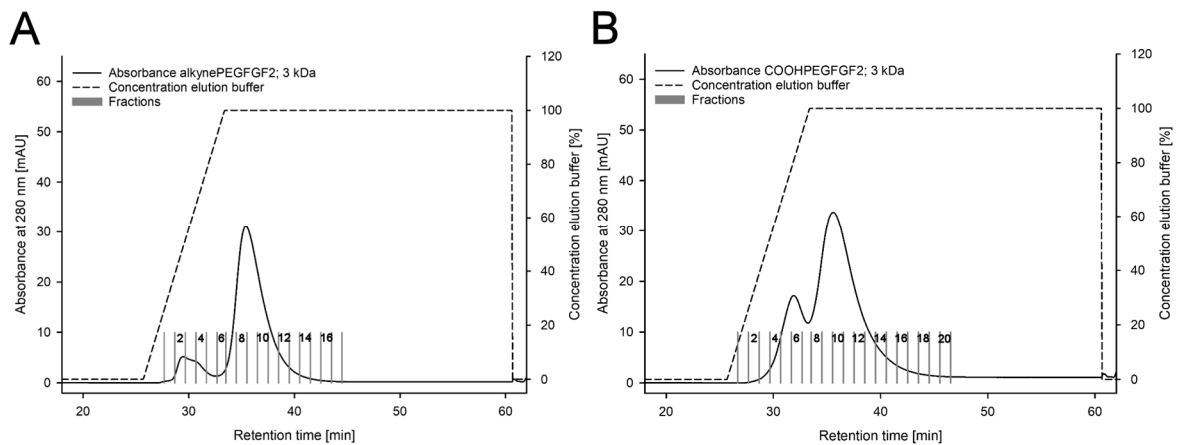 A
B
Absorbance alkynePEGFGF2; 3 kDa
Concentration elution buffer
Fractions
Absorbance at 280 nm [mAU]
60
50
40
30
20
10
0
120
100
80
60
40
20
0
Concentration elution buffer [%]
2 4 6 8 10 12 14 16
20 30 40 50 60
Retention time [min]
Absorbance COOHPEGFGF2; 3 kDa
Concentration elution buffer
Fractions
Absorbance at 280 nm [mAU]
60
50
40
30
20
10
0
120
100
80
60
40
20
0
Concentration elution buffer [%]
2 4 6 8 10 12 14 16 18 20
20 30 40 50 60
Retention time [min]